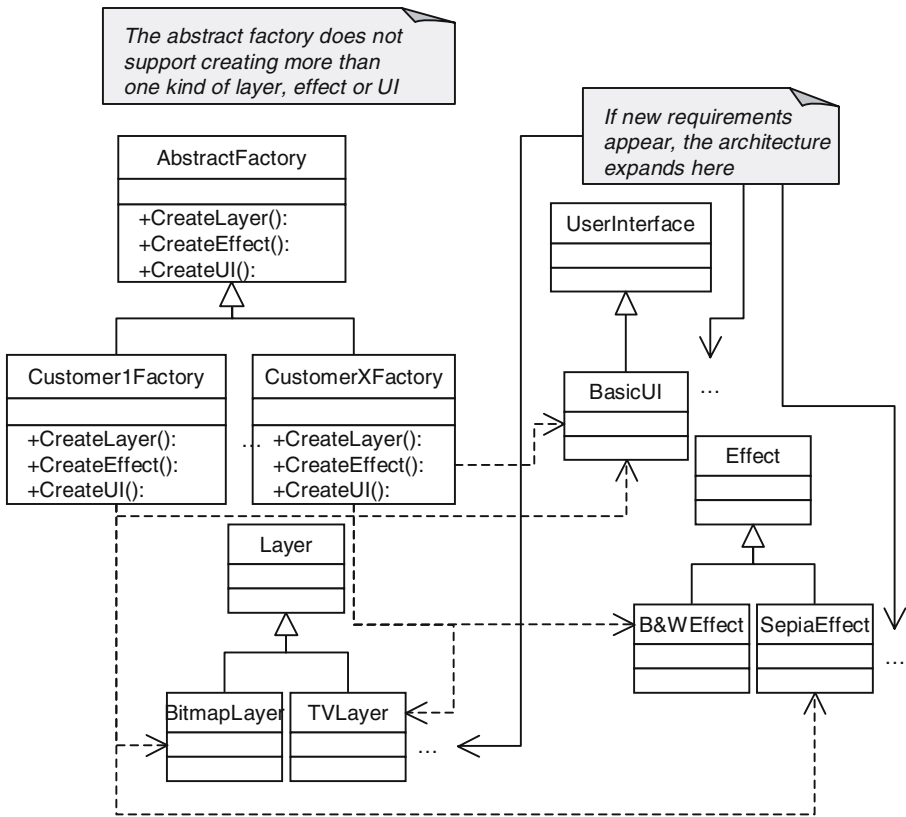 The abstract factory does not
support creating more than
one kind of layer, effect or UI
If new requirements
appear, the architecture
expands here
AbstractFactory
+CreateLayer():
+CreateEffect():
+CreateUI():
UserInterface
Customer1Factory
+CreateLayer():
+CreateEffect():
+CreateUI():
...
CustomerXFactory
+CreateLayer():
+CreateEffect():
+CreateUI():
BasicUI
...
Effect
Layer
B&WEffect
SepiaEffect
...
BitmapLayer
TVLayer
...